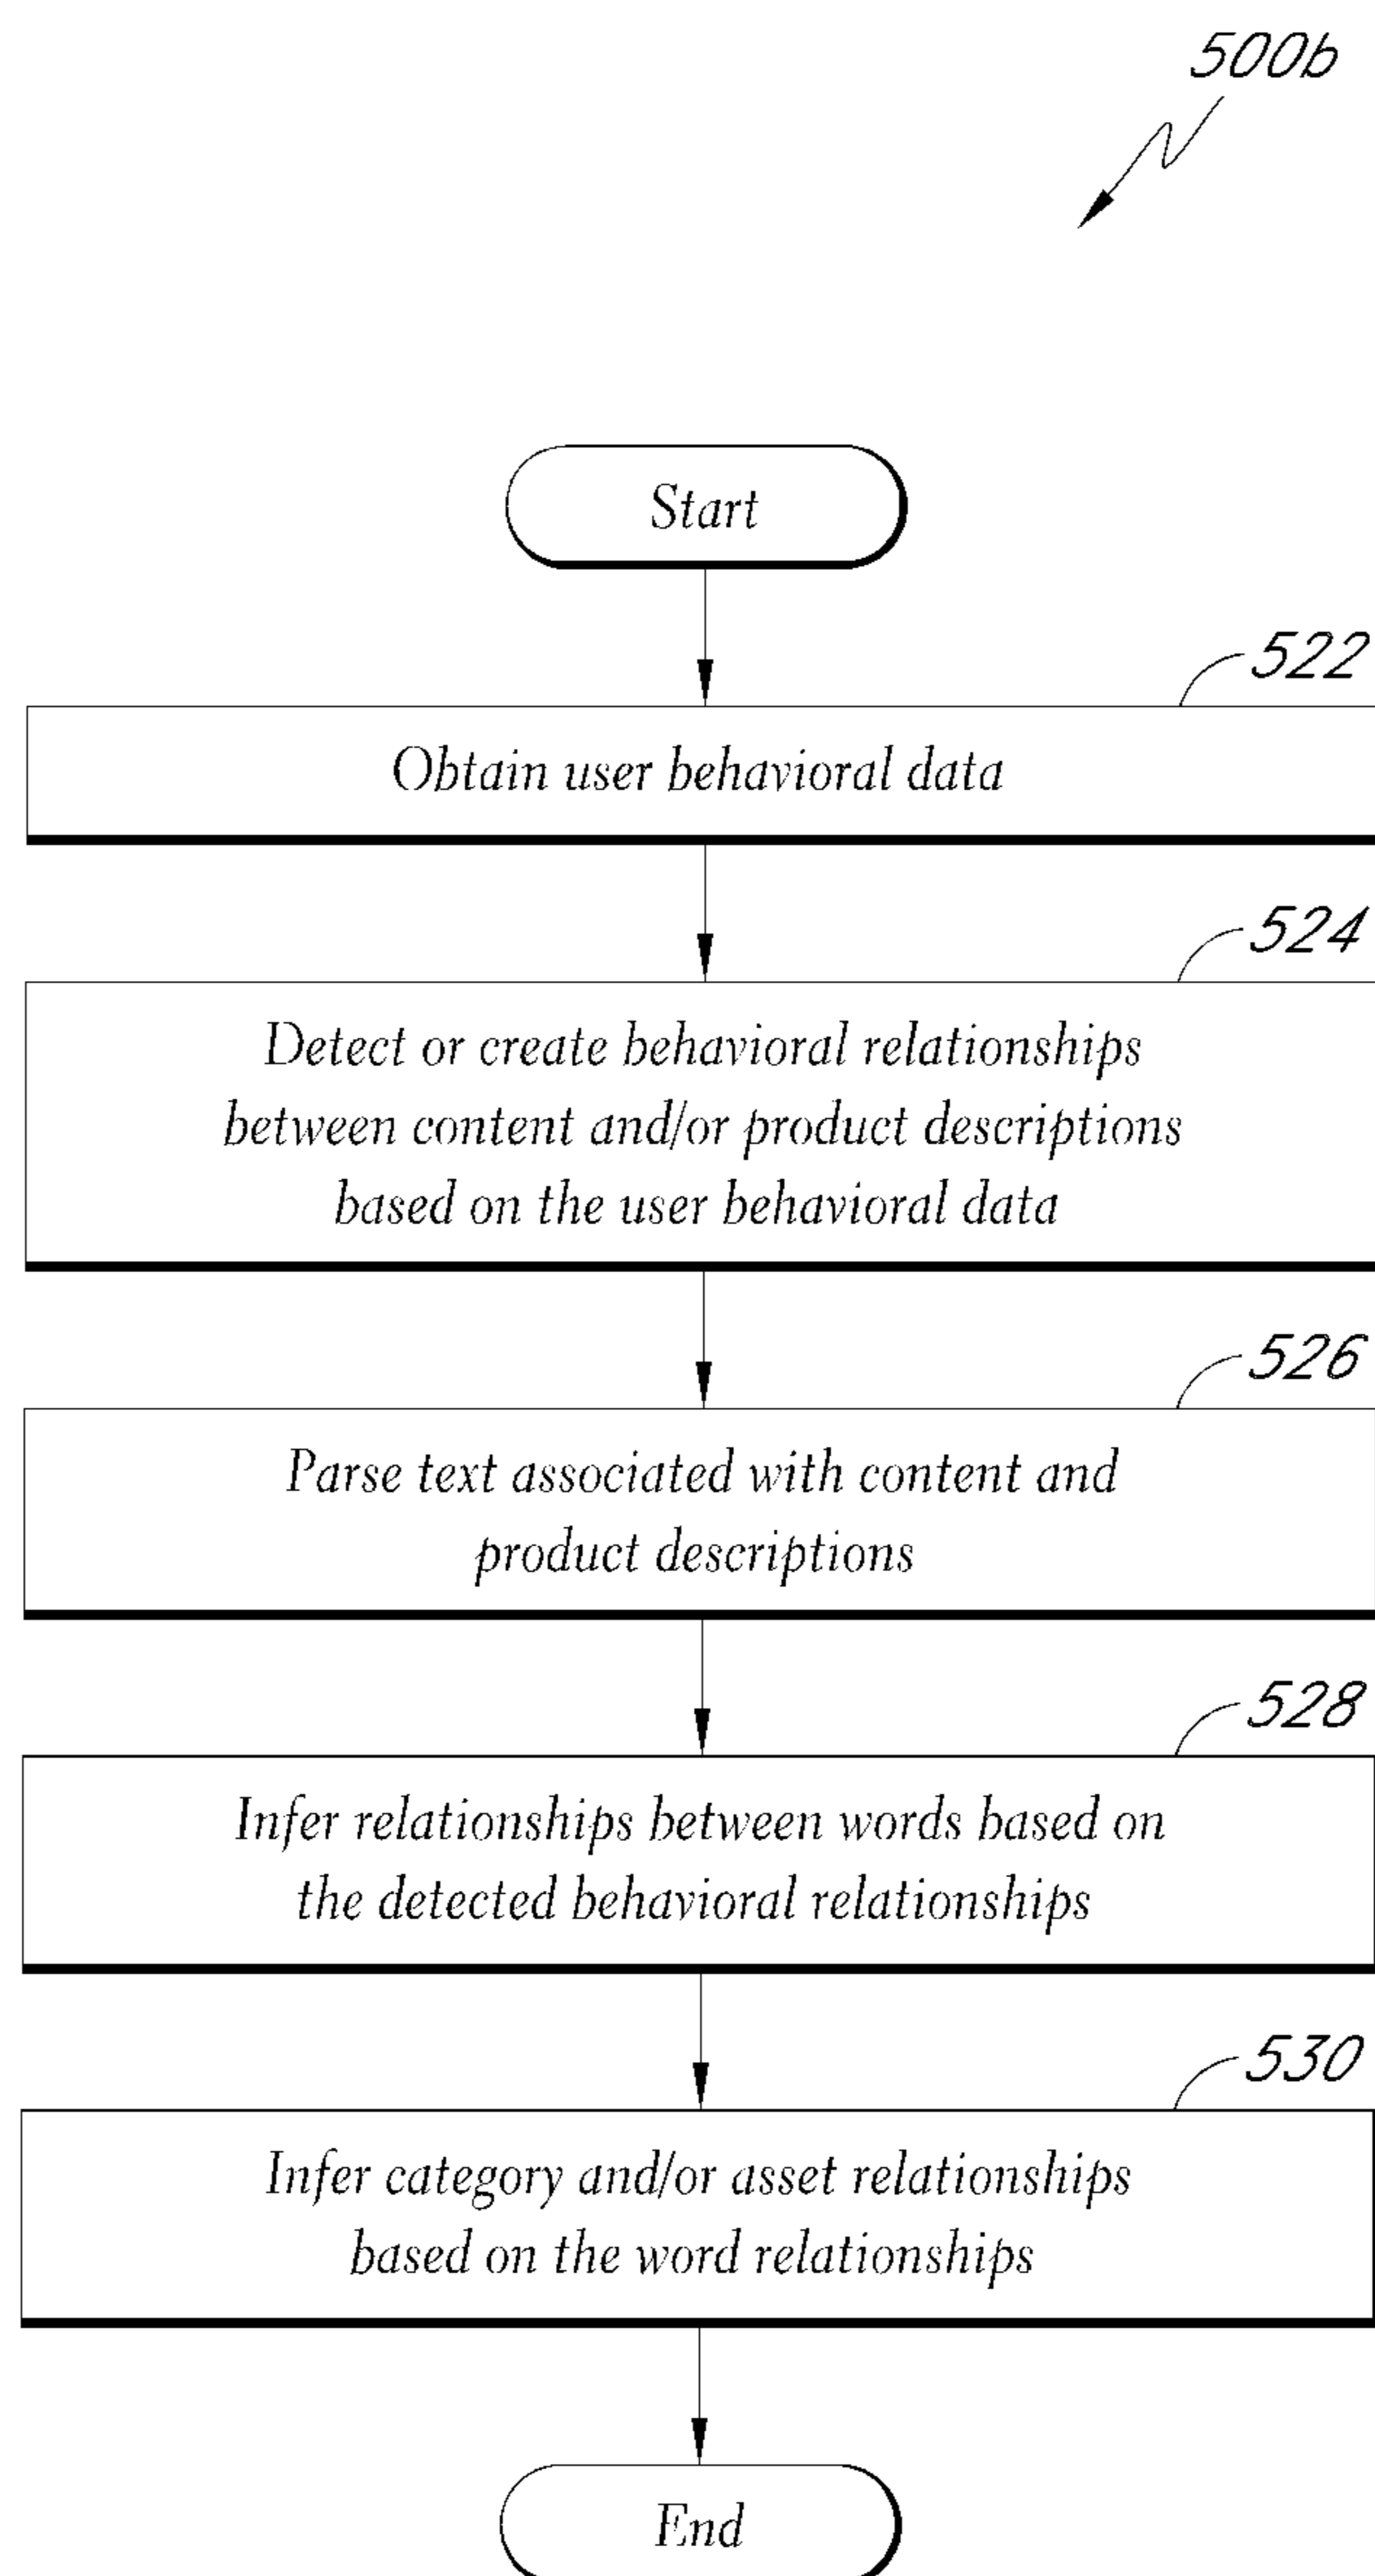 500b
Start
522
Obtain user behavioral data
524
Detect or create behavioral relationships
between content and/or product descriptions
based on the user behavioral data
526
Parse text associated with content and
product descriptions
528
Infer relationships between words based on
the detected behavioral relationships
530
Infer category and/or asset relationships
based on the word relationships
End